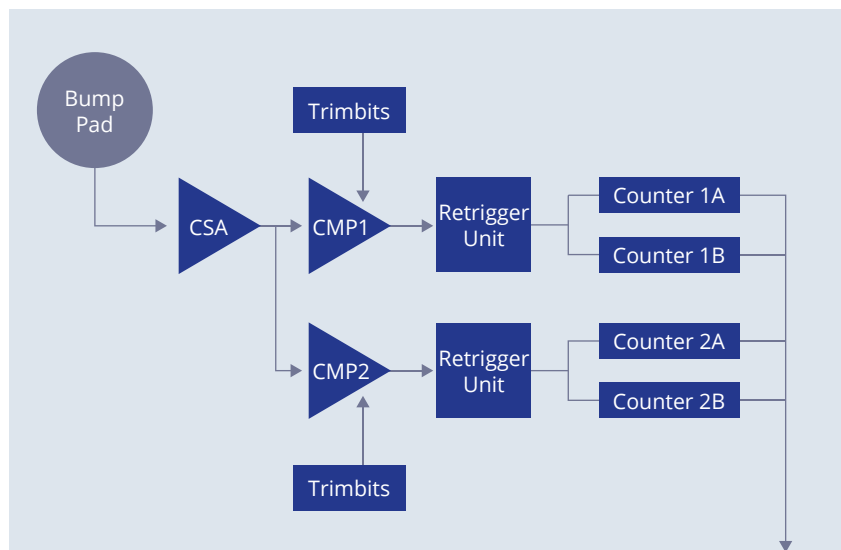 Bump
Pad
Trimbits
CSA
CMP1
Retrigger
Unit
Counter 1A
Counter 1B
CMP2
Retrigger
Unit
Counter 2A
Counter 2B
Trimbits